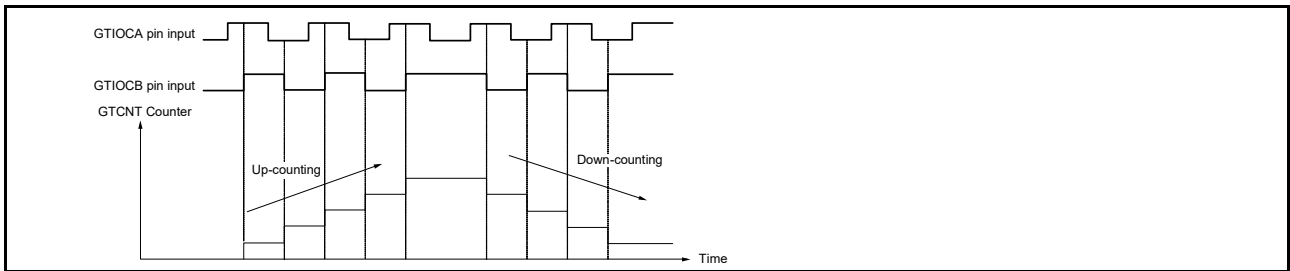 GTIOCA pin input
GTIOCB pin input
GTCNT Counter
Up-counting
Down-counting
Time